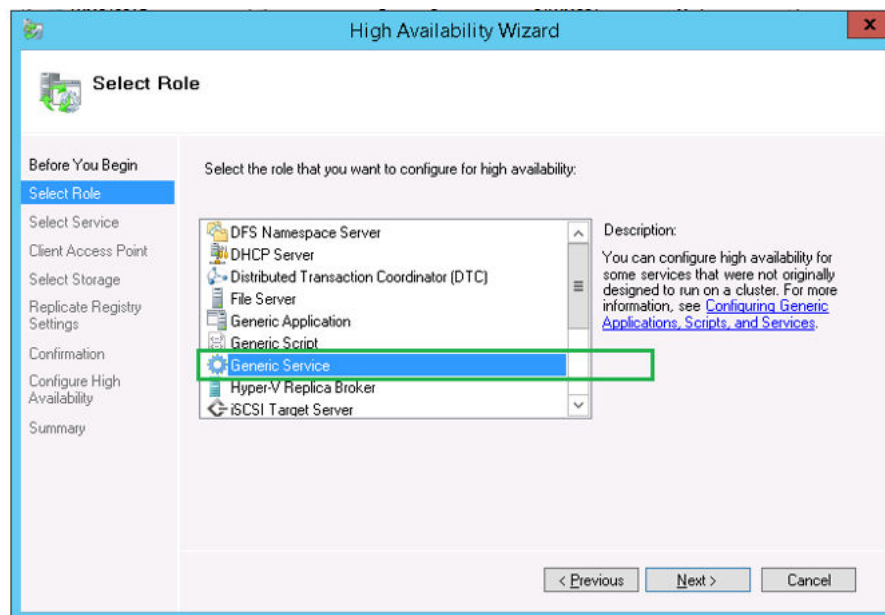 High Availability Wizard
x
Select Role
Before You Begin
Select Role
Select Service
Client Access Point
Select Storage
Replicate Registry
Settings
Confirmation
Configure High
Availability
Summary
Select the role that you want to configure for high availability:
DFS Namespace Server
DHCP Server
Distributed Transaction Coordinator (DTC)
File Server
Generic Application
Generic Script
Generic Service
Hyper-V Replica Broker
iSCSI Target Server
Description:
You can configure high availability for
some services that were not originally
designed to run on a cluster. For more
information, see Configuring Generic
Applications, Scripts, and Services.
< Previous
Next >
Cancel